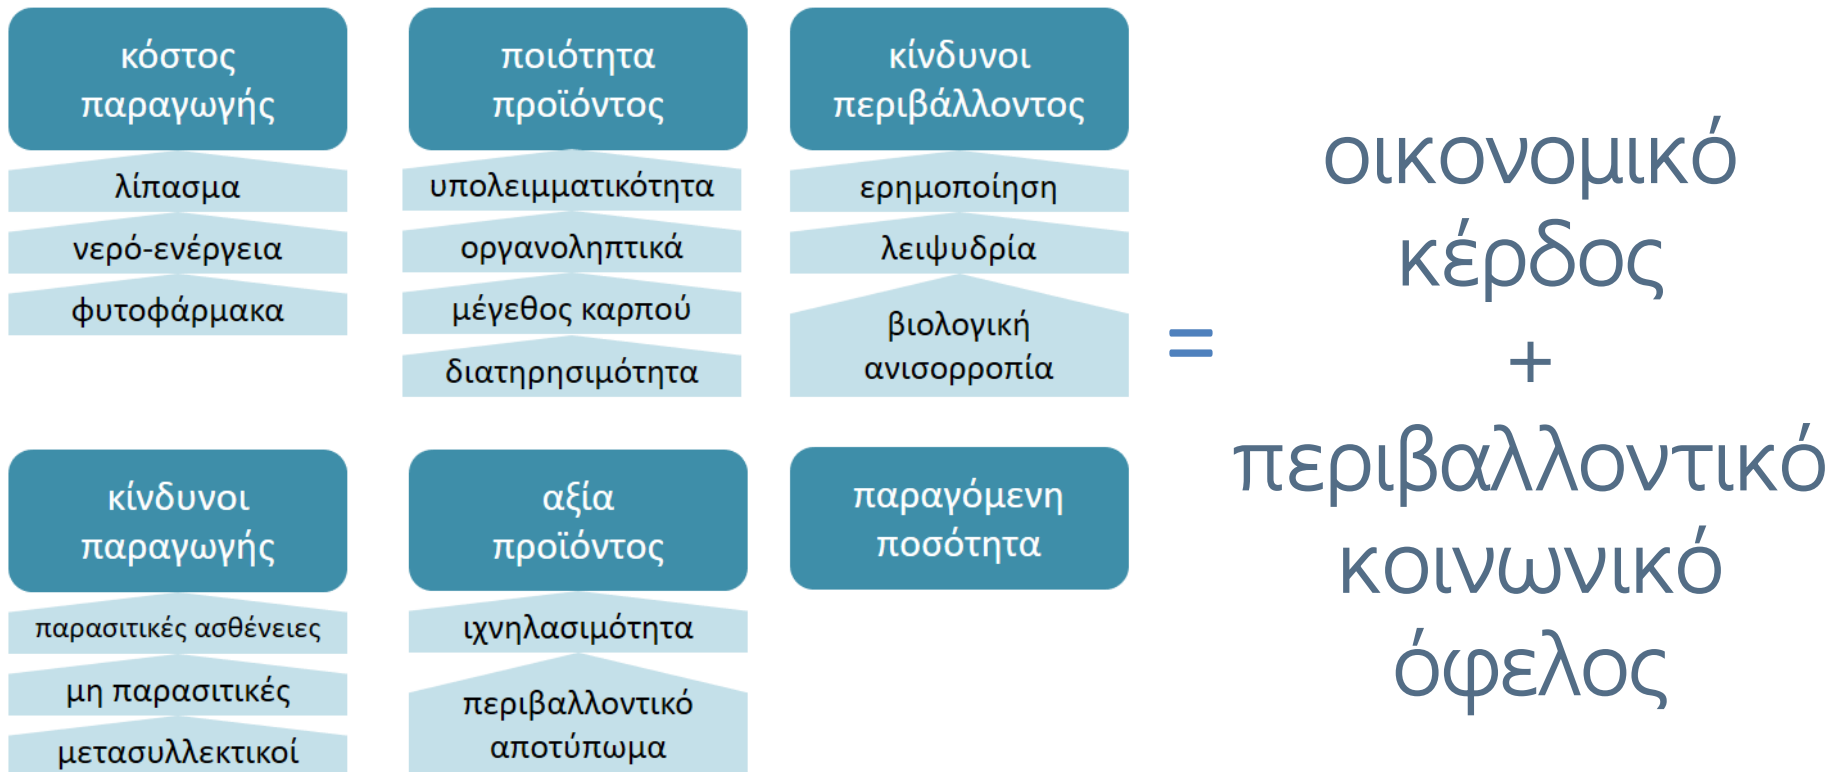 κόστος
παραγωγής
λίπασμα
νερό-ενέργεια
φυτοφάρμακα
ποιότητα
προϊόντος
υπολειμματικότητα
οργανοληπτικά
μέγεθος καρπού
διατηρησιμότητα
κίνδυνοι
περιβάλλοντος
ερημοποίηση
λειψυδρία
βιολογική
ανισορροπία
κίνδυνοι
παραγωγής
παρασιτικές ασθένειες
μη παρασιτικές
μετασυλλεκτικοί
αξία
προϊόντος
ιχνηλασιμότητα
περιβαλλοντικό
αποτύπωμα
παραγόμενη
ποσότητα
=
οικονομικό
κέρδος
+
περιβαλλοντικό
κοινωνικό
όφελος